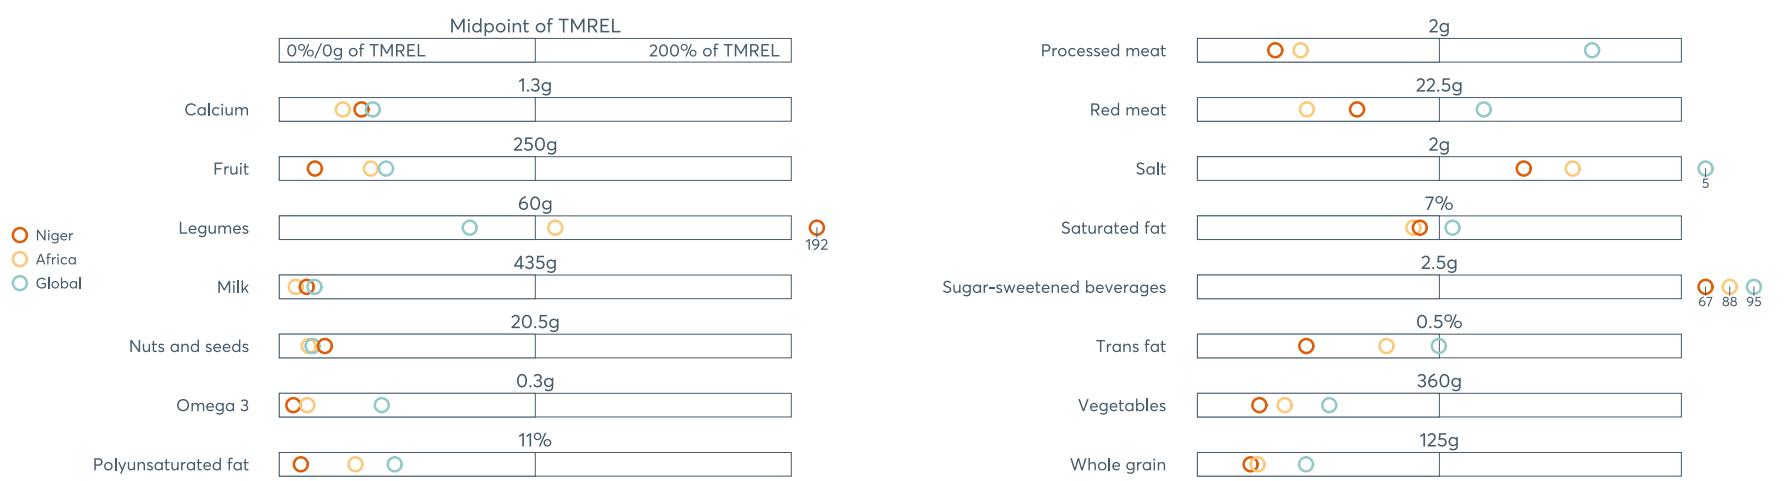 Midpoint of TMREL
0%/0g of TMREL 200% of TMREL
Calcium 1.3g
Fruit 250g
Legumes 60g
192
Milk 435g
Nuts and seeds 20.5g
Omega 3 0.3g
Polyunsaturated fat 11%
Niger
Africa
Global
Processed meat 2g
Red meat 22.5g
Salt 2g
5
Saturated fat 7%
Sugar-sweetened beverages 2.5g
67 88 95
Trans fat 0.5%
Vegetables 360g
Whole grain 125g